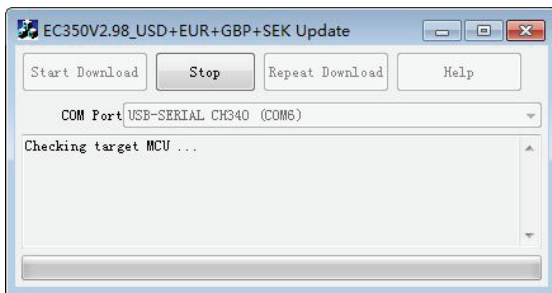 EC350V2.98_USD+EUR+GBP+SEK Update
Start Download Stop Repeat Download Help
COM Port USB-SERIAL CH340 (COM6)
Checking target MCU ...